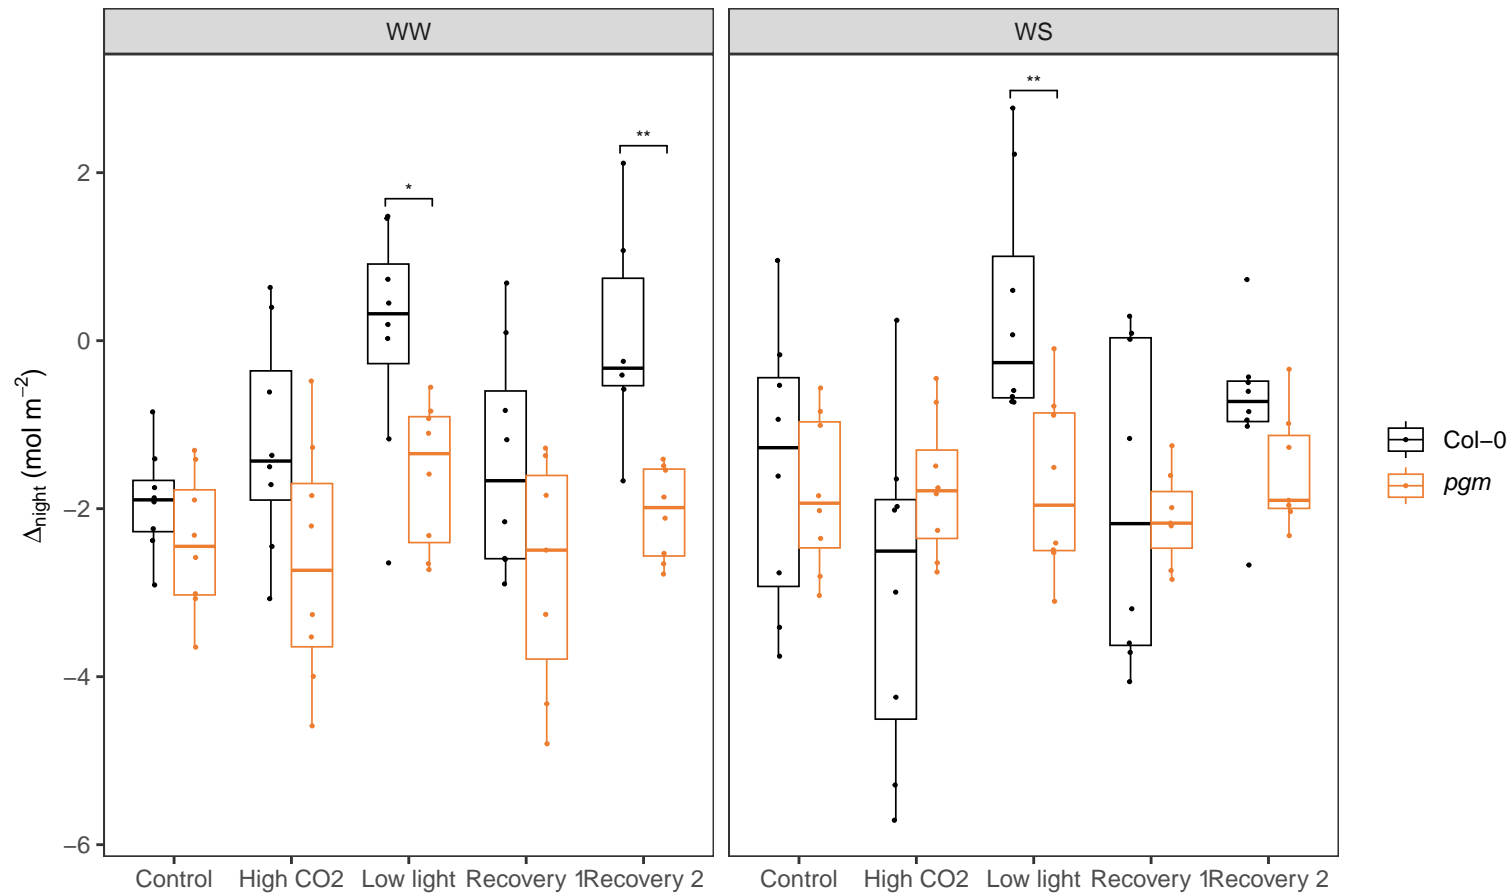 WW WS
* ** **
2
0
−2
−4
−6
Δnight (mol m−2)
Control High CO2 Low light Recovery 1 Recovery 2 Control High CO2 Low light Recovery 1 Recovery 2
Col−0
pgm